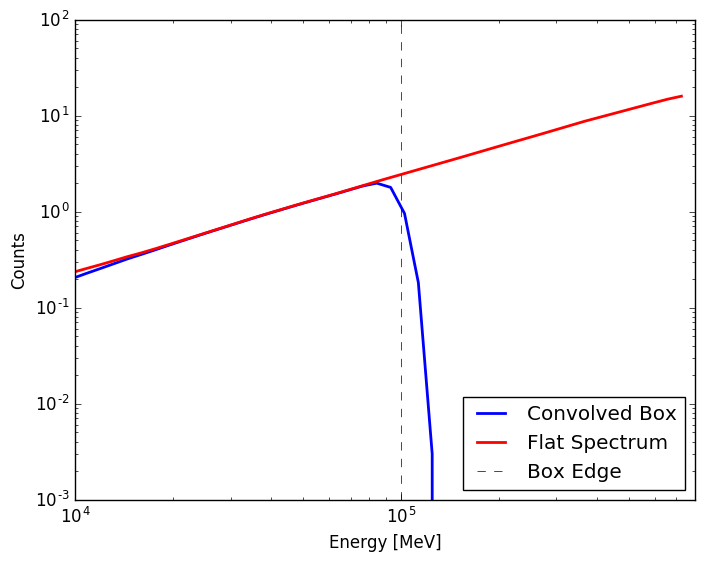 10^2
10^1
10^0
10^-1
10^-2
10^-3
Counts
Convolved Box
Flat Spectrum
Box Edge
10^4
10^5
Energy [MeV]